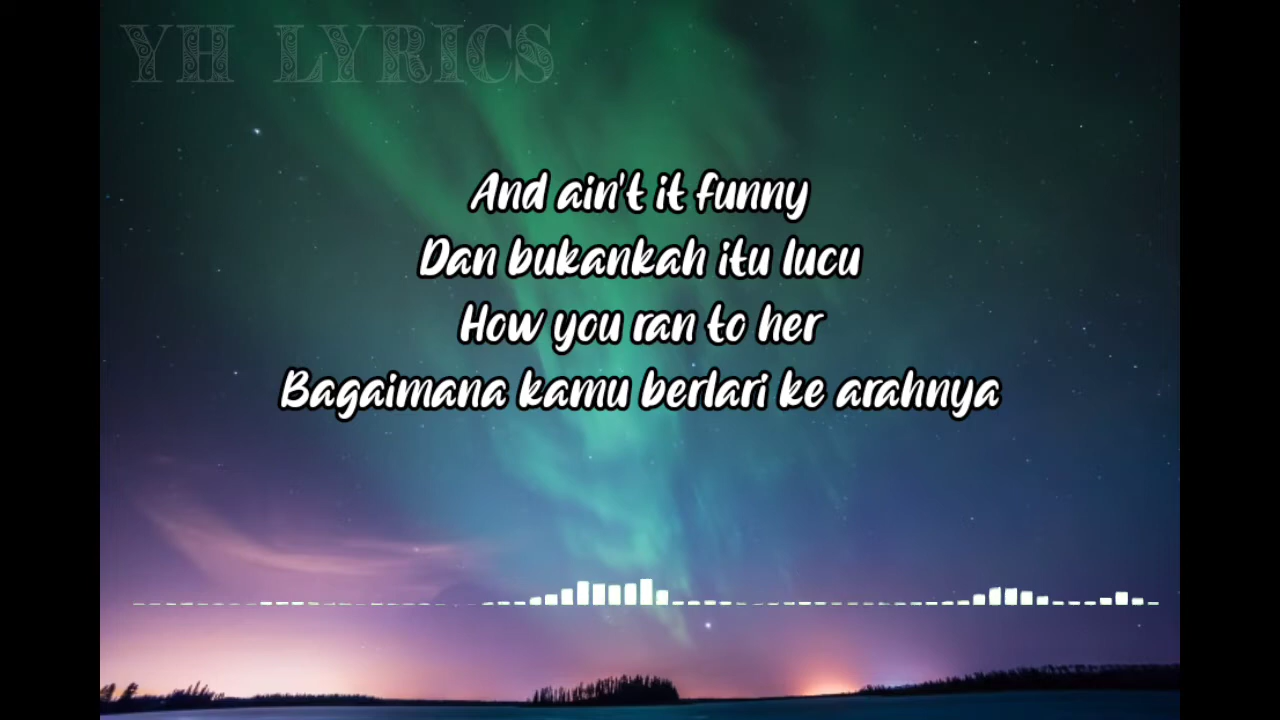 YH LYRICS
And ain't it funny
Dan bukankah itu lucu
How you ran to her
Bagaimana kamu berlari ke arahnya